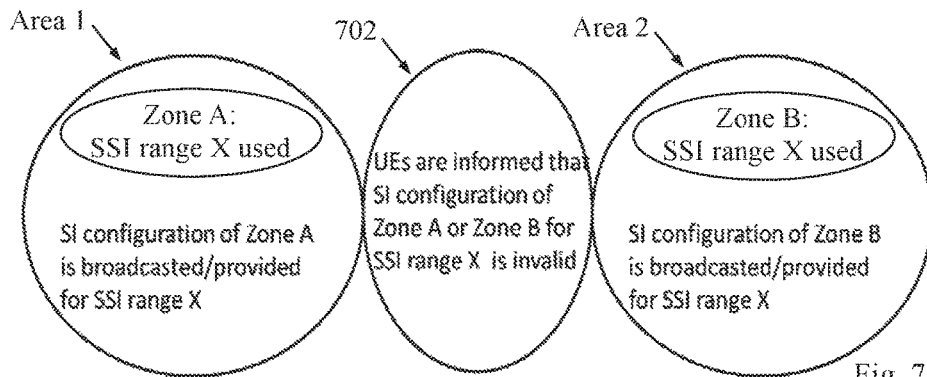 Area 1
702
Area 2
Zone A:
SSI range X used
SI configuration of Zone A
is broadcasted/provided
for SSI range X
UEs are informed that
SI configuration of
Zone A or Zone B for
SSI range X is invalid
Zone B:
SSI range X used
SI configuration of Zone B
is broadcasted/provided
for SSI range X
Fig. 7